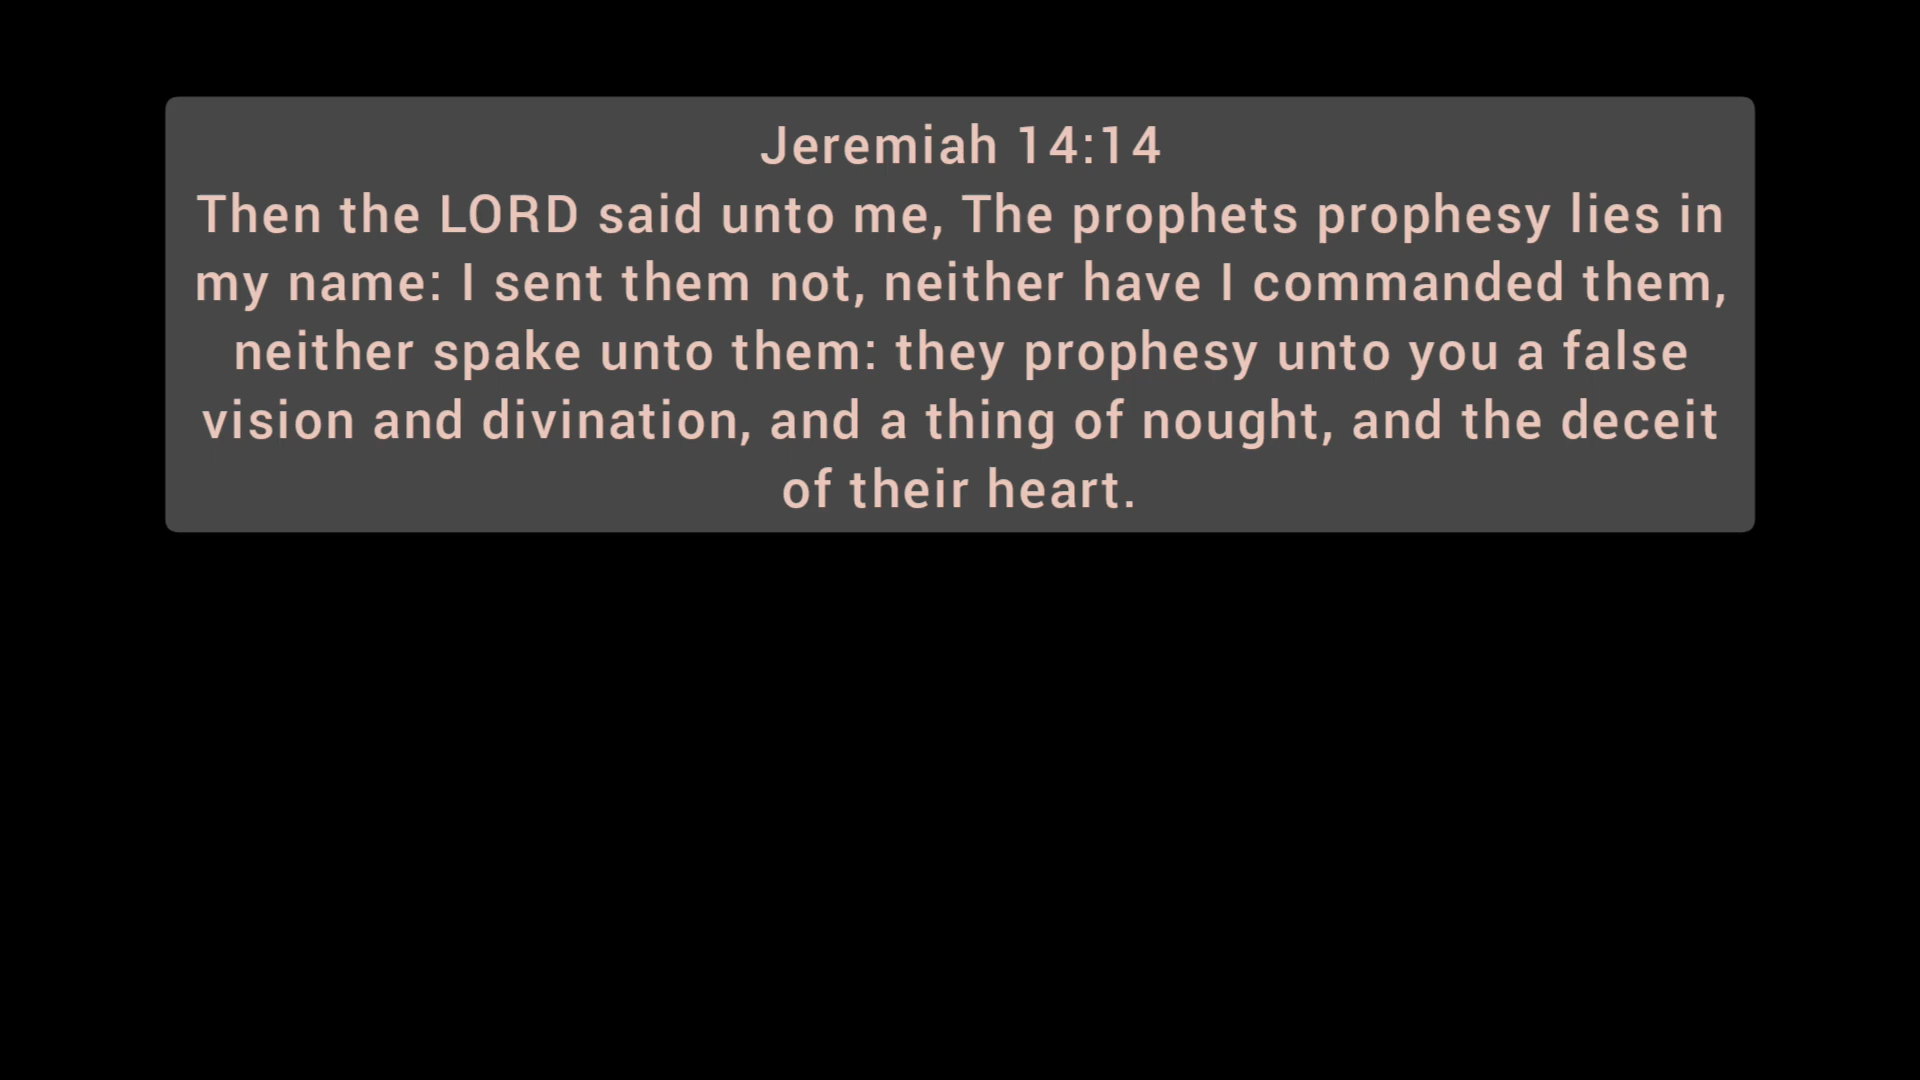 Jeremiah 14:14
Then the LORD said unto me, The prophets prophesy lies in
my name: I sent them not, neither have I commanded them,
neither spake unto them: they prophesy unto you a false
vision and divination, and a thing of nought, and the deceit
of their heart.